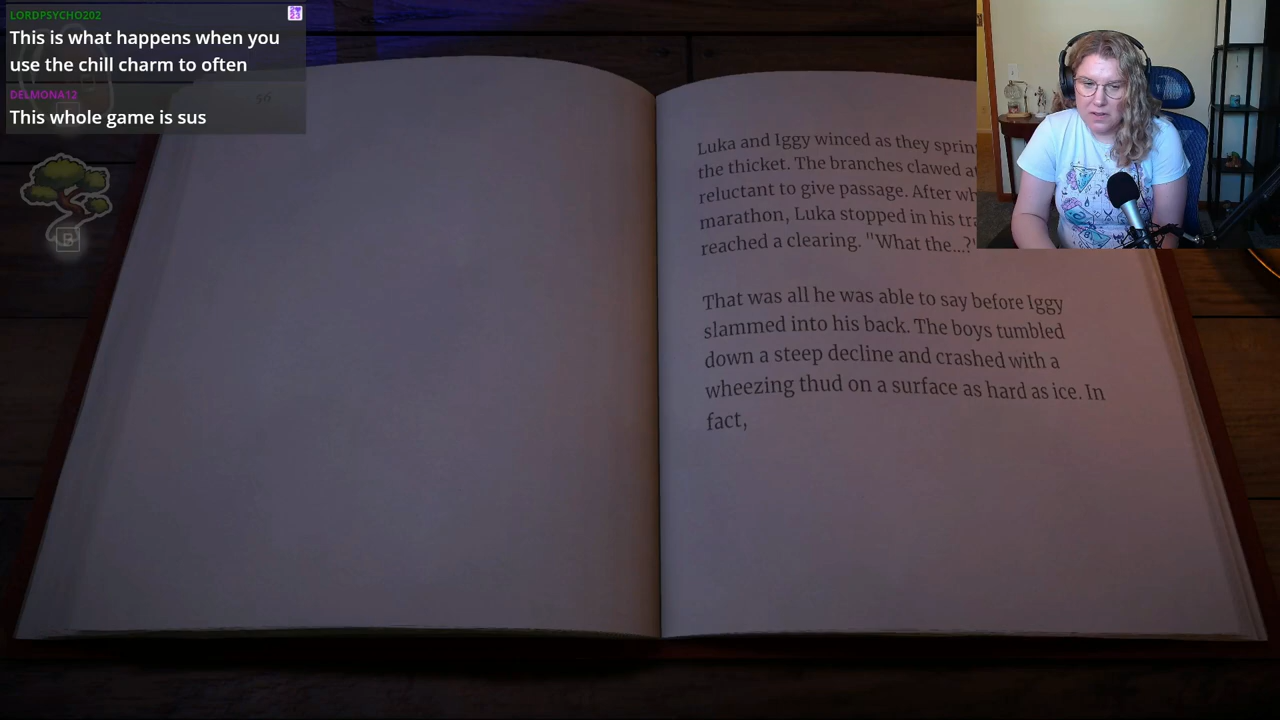 LORDPSYCHO202
This is what happens when you
use the chill charm to often
DELMONA12
This whole game is sus
Luka and Iggy winced as they
the thicket. The branches clawed
reluctant to give passage. After
marathon, Luka stopped in his
reached a clearing. "What the...?
That was all he was able to say before Iggy
slammed into his back. The boys tumbled
down a steep decline and crashed with a
wheezing thud on a surface as hard as ice. In
fact,